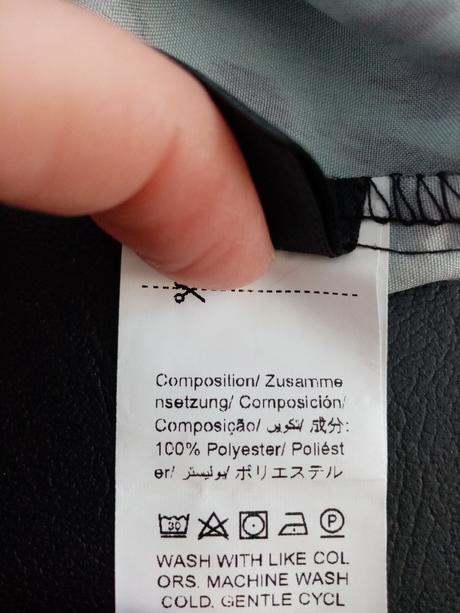 Composition/ Zusamme
nsetzung/ Composición/
Composição/ تكوين/ 成分:
100% Polyester/ Poliést
er/ بوليستر/ ポリエステル
30 P
WASH WITH LIKE COL
ORS. MACHINE WASH
COLD. GENTLE CYCL